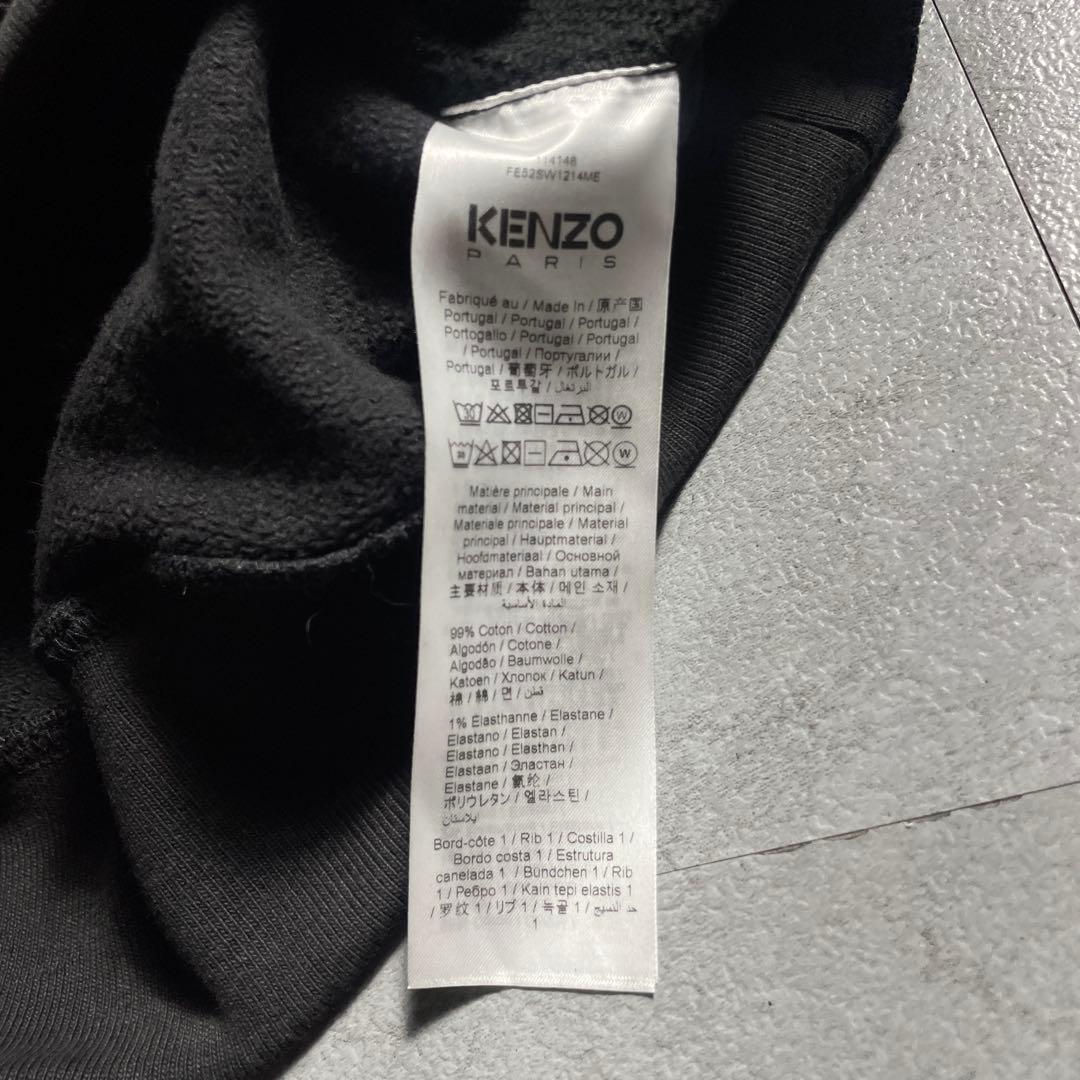 114148
FE52SW1214ME
KENZO
PARIS
Fabriqué au / Made In / 原产国
Portugal / Portugal / Portugal /
Portogallo / Portugal / Portugal
/ Portugal / Португалии /
Portugal / 葡萄牙 / ポルトガル /
포르투갈 / البرتغال
W
W
Matière principale / Main
material / Material principal /
Materiale principale / Material
principal / Hauptmaterial /
Hoofdmateriaal / Основной
материал / Bahan utama /
主要材质 / 本体 / 메인 소재 /
المادة الأساسية
99% Coton / Cotton /
Algodón / Cotone /
Algodão / Baumwolle /
Katoen / Хлопок / Katun /
棉 / 綿 / 면 / قطن
1% Élasthanne / Elastane /
Elastano / Elastan /
Elastano / Elasthan /
Elastaan / Эластан /
Elastane / 氨纶 /
ポリウレタン / 엘라스틴 /
إيلاستان
Bord-côte 1 / Rib 1 / Costilla 1 /
Bordo costa 1 / Estrutura
canelada 1 / Bündchen 1 / Rib
1 / Ребро 1 / Kain tepi elastis 1
/ 罗纹 1 / リブ 1 / 녹골 1 / حد النسيج
1